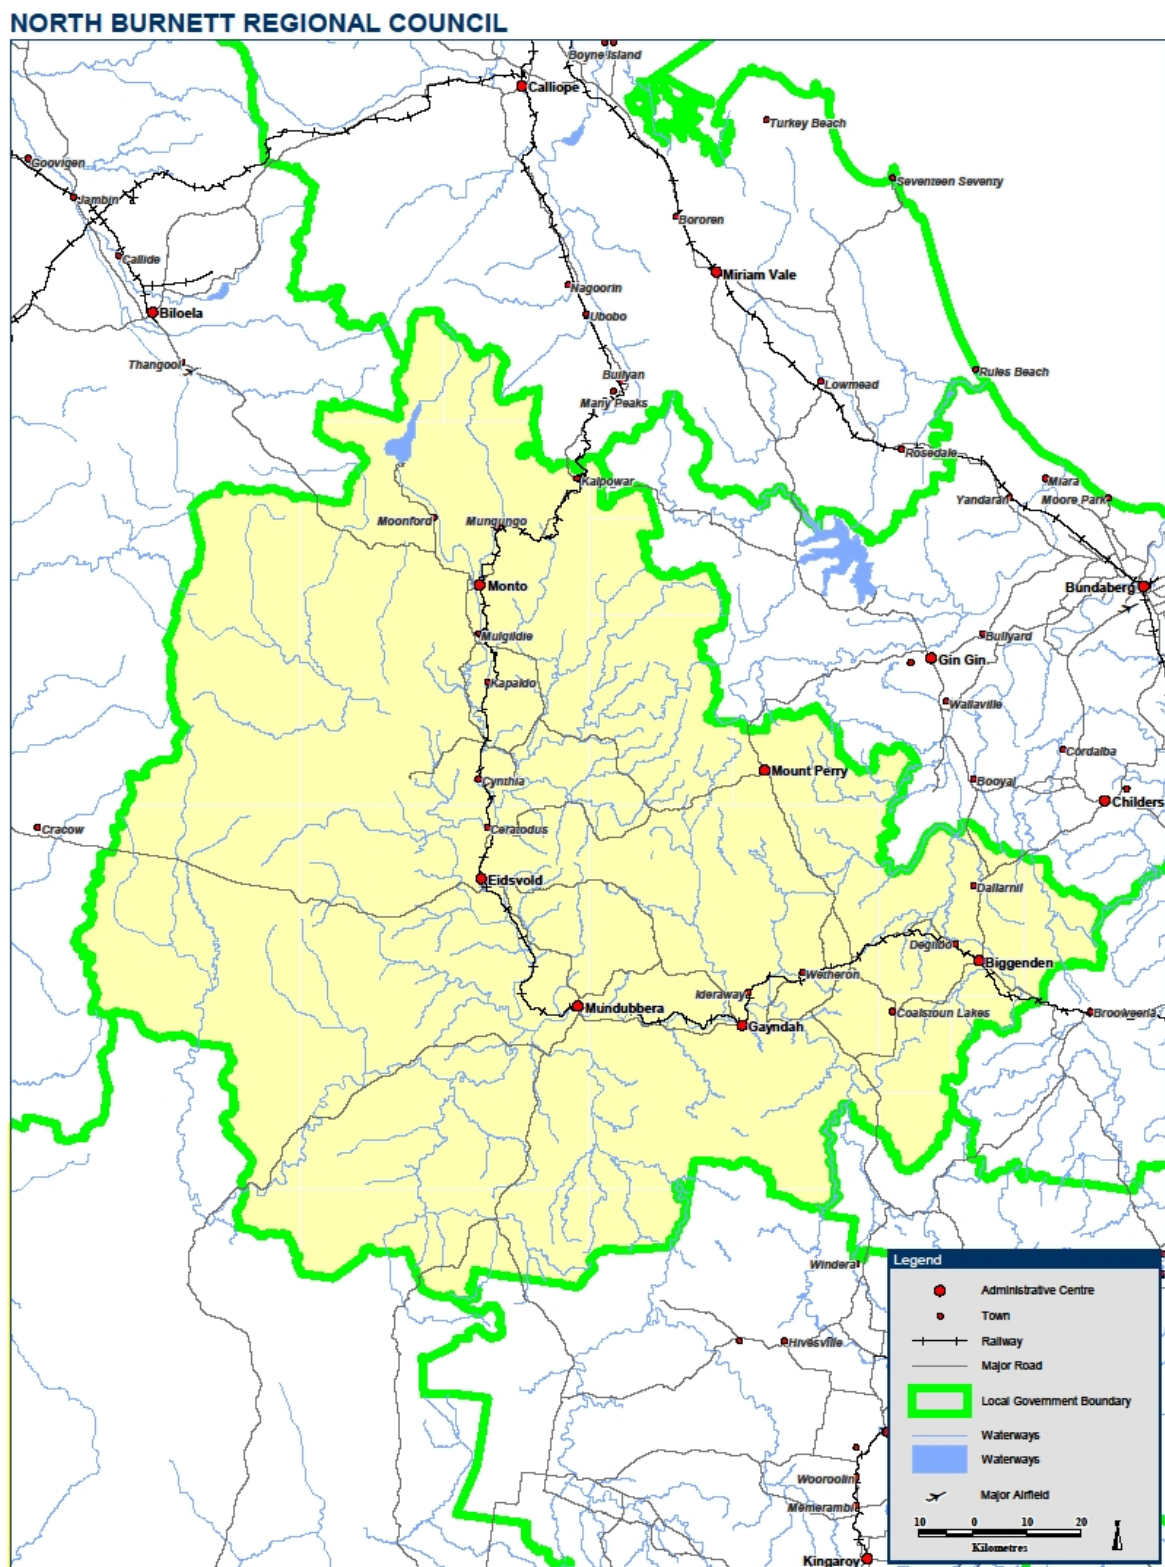 NORTH BURNETT REGIONAL COUNCIL
Boyne Island
Calliope
Turkey Beach
Goovigen
Seventeen Seventy
Jambin
Bororen
Callide
Miriam Vale
Nagoorin
Biloela
Ubobo
Thangool
Builyan
Rules Beach
Lowmead
Many Peaks
Rosedale
Kalpowar
Miara
Yandaran
Moore Park
Moonford
Mungungo
Monto
Bundaberg
Mulgildie
Bullyard
Gin Gin
Kapaldo
Wallaville
Cordalba
Mount Perry
Cynthia
Booyal
Childers
Cracow
Ceratodus
Eidsvold
Dallarnil
Degilbo
Biggenden
Wetheron
Ideraway
Mundubbera
Coalstoun Lakes
Brooweena
Gayndah
Windera
Hivesville
Wooroolin
Memerambi
Kingaroy
Legend
Administrative Centre
Town
Railway
Major Road
Local Government Boundary
Waterways
Waterways
Major Airfield
10 0 10 20
Kilometres